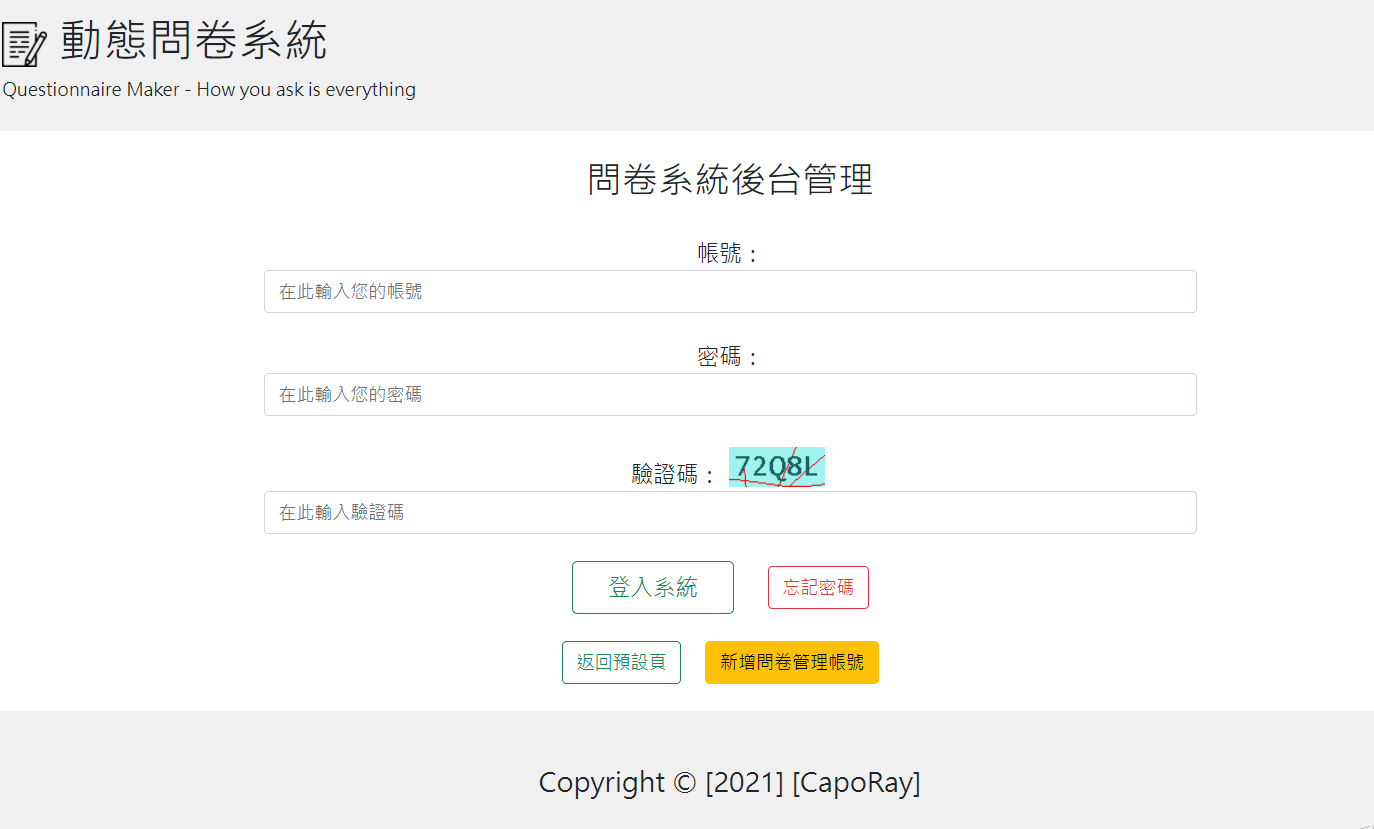 動態問卷系統
Questionnaire Maker - How you ask is everything
問卷系統後台管理
帳號：
在此輸入您的帳號
密碼：
在此輸入您的密碼
驗證碼： 72Q8L
在此輸入驗證碼
登入系統 忘記密碼
返回預設頁 新增問卷管理帳號
Copyright © [2021] [CapoRay]